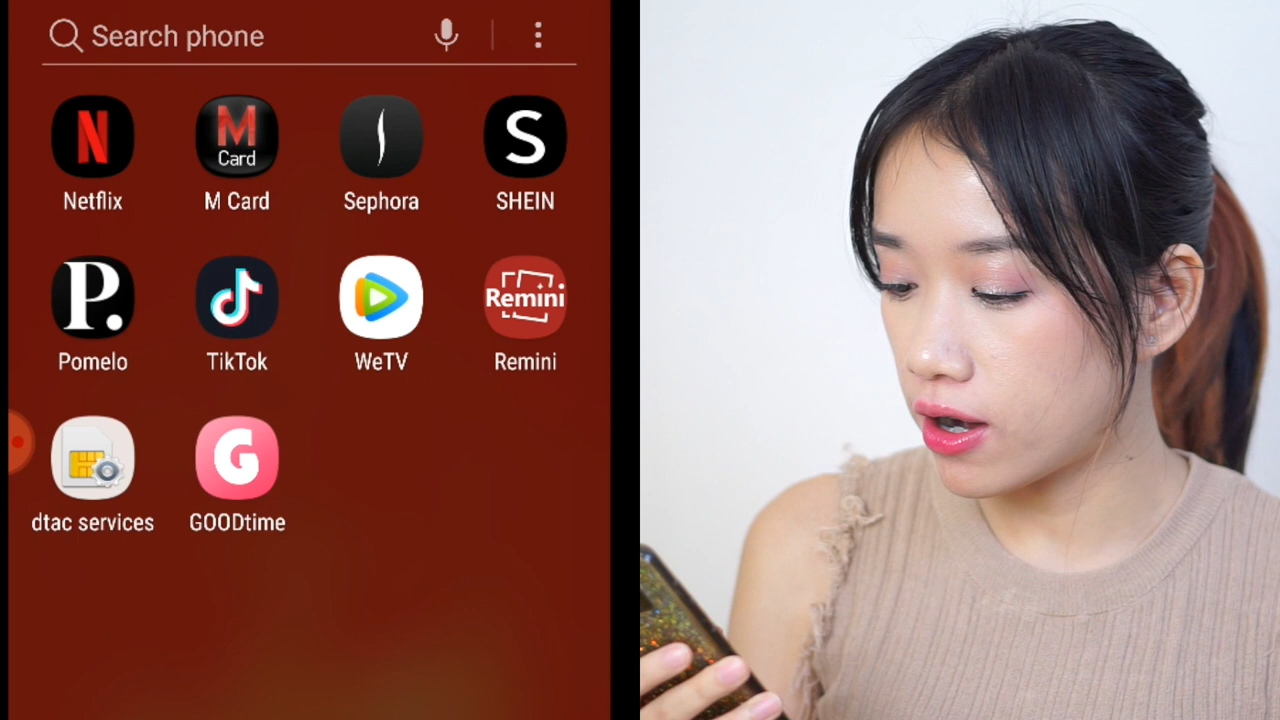 Search phone
N
M
Card
S
Netflix
M Card
Sephora
SHEIN
P.
Remini
G
Pomelo
TikTok
WeTV
Remini
dtac services
GOODtime